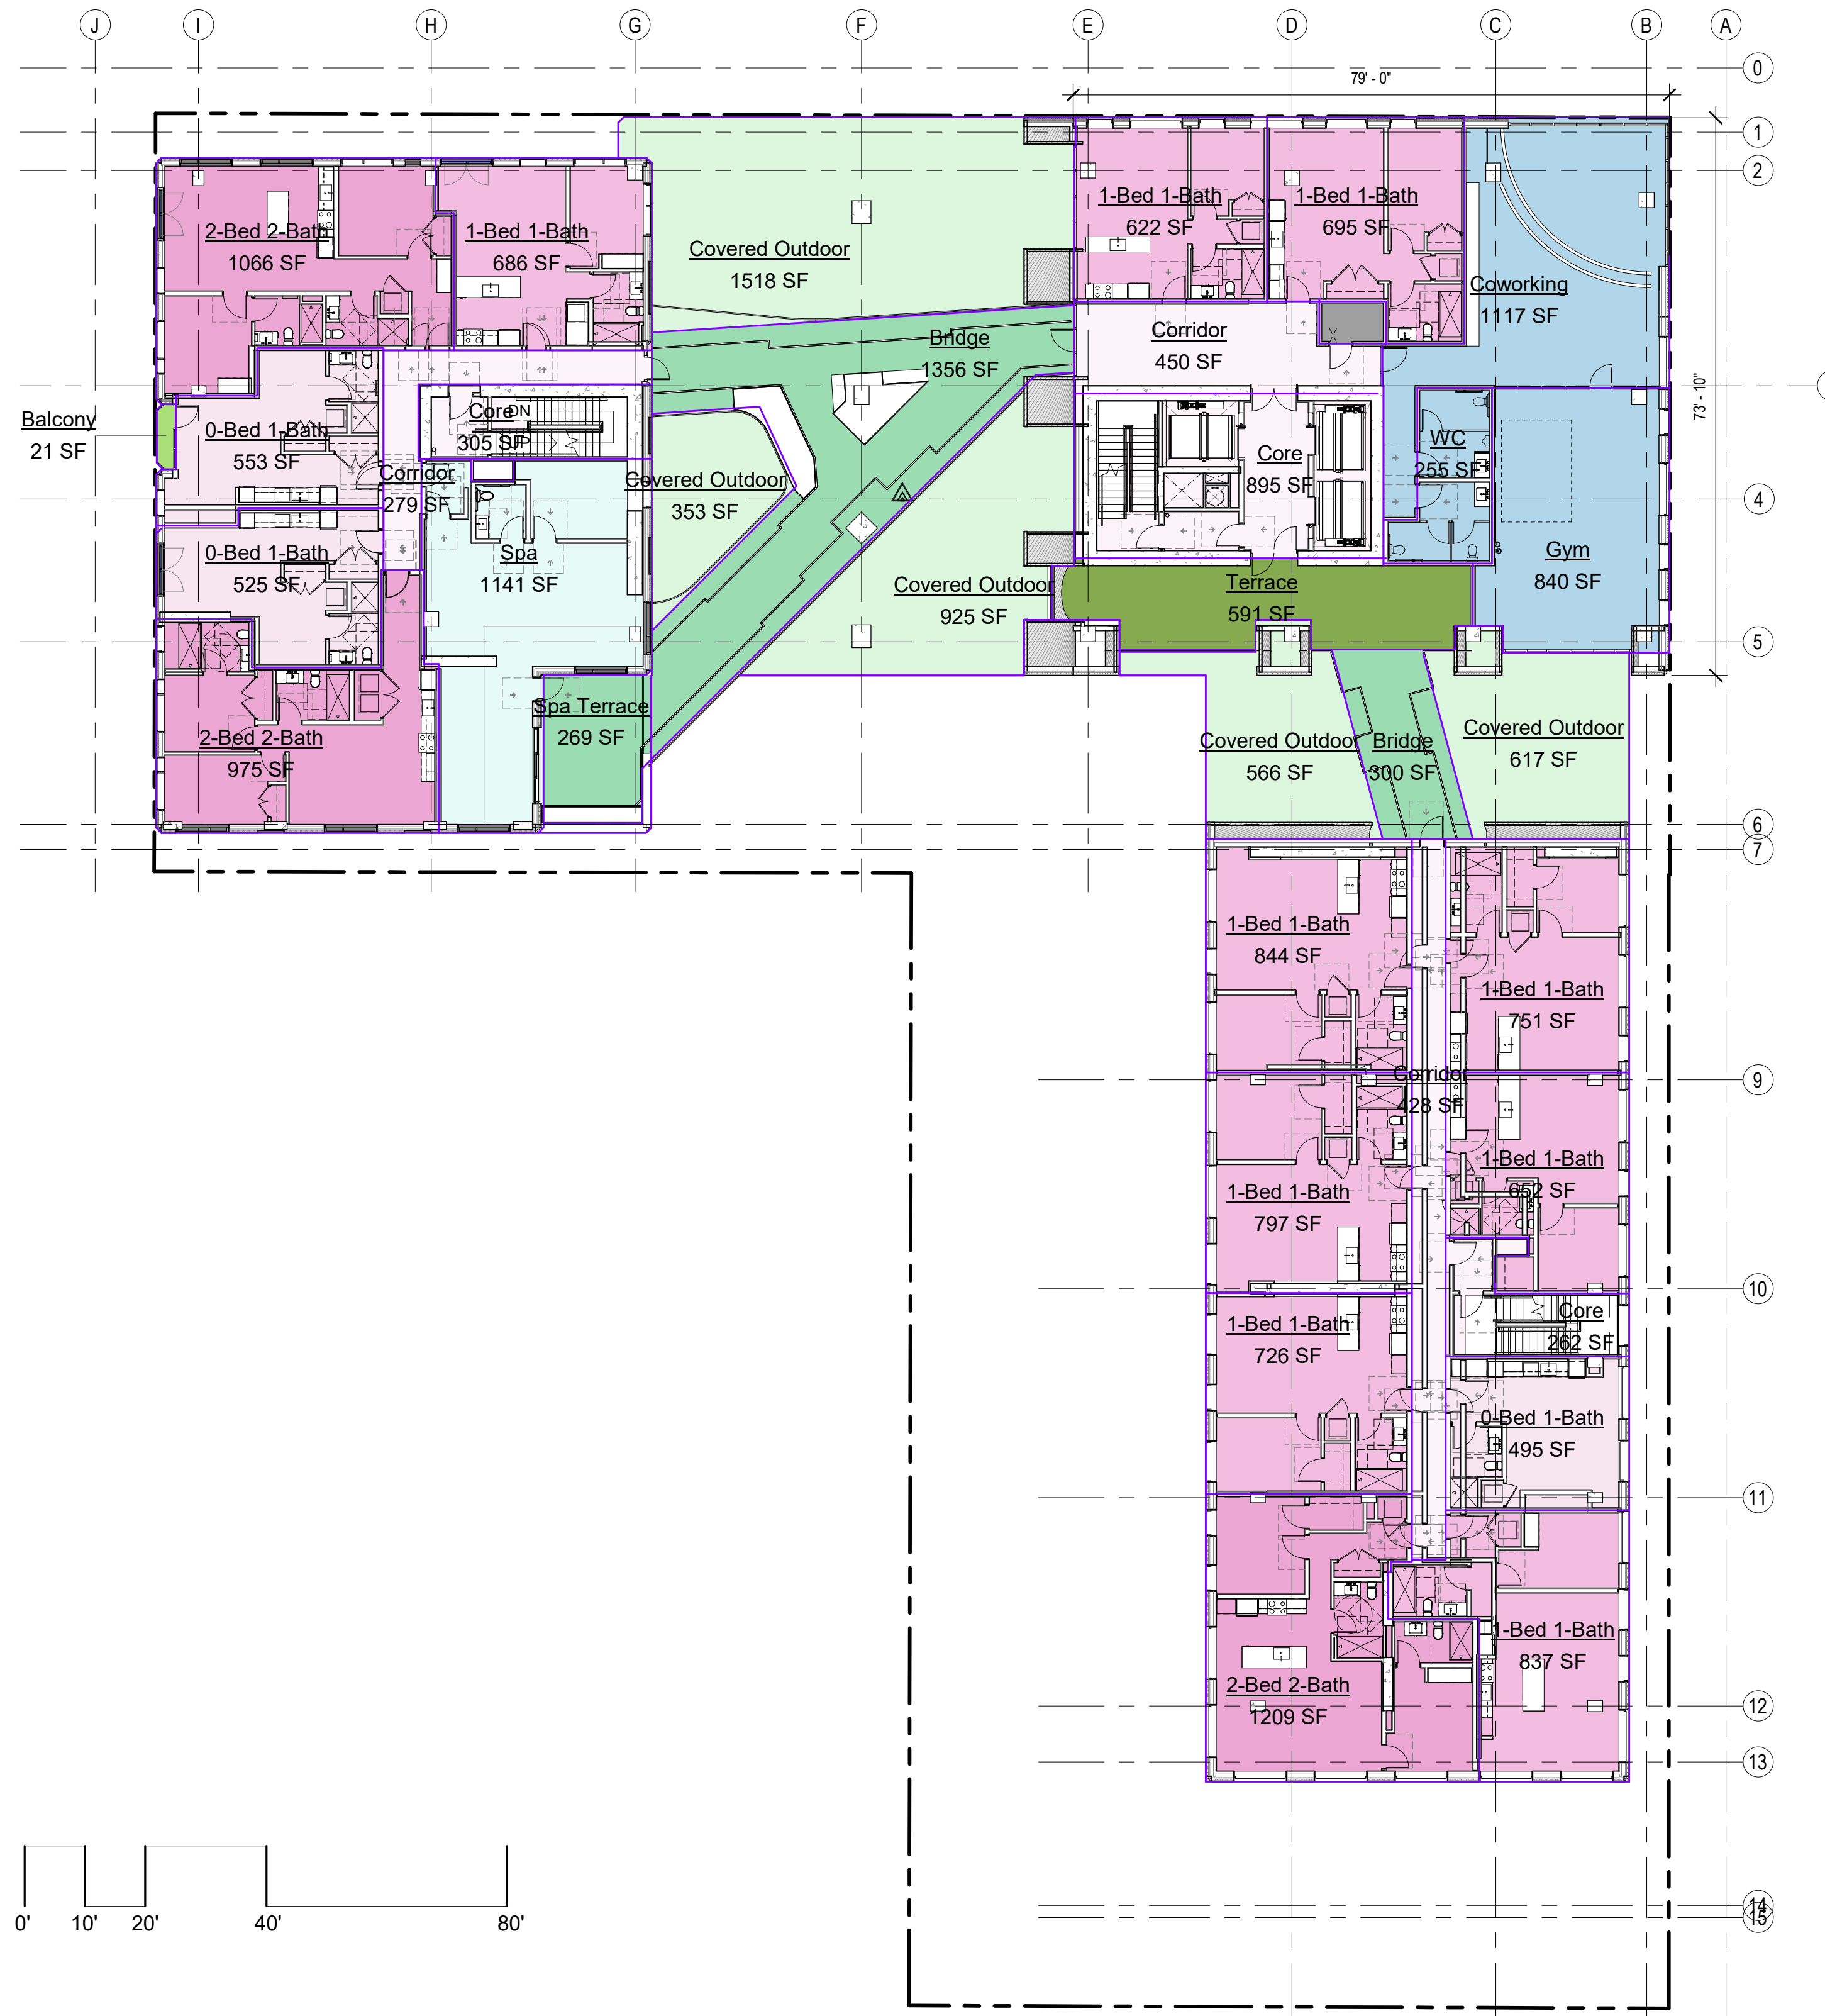 J I H G F E D C B A
0
79' - 0"
1
2
73' - 10"
4
5
6
7
9
10
11
12
13
14
15
2-Bed 2-Bath
1066 SF
1-Bed 1-Bath
686 SF
Covered Outdoor
1518 SF
1-Bed 1-Bath
622 SF
1-Bed 1-Bath
695 SF
Coworking
1117 SF
Bridge
1356 SF
Corridor
450 SF
Balcony
21 SF
0-Bed 1-Bath
553 SF
Core
305 SF
DN
UP
Corridor
279 SF
Covered Outdoor
353 SF
Core
895 SF
WC
255 SF
0-Bed 1-Bath
525 SF
Spa
1141 SF
Gym
840 SF
Covered Outdoor
925 SF
Terrace
591 SF
2-Bed 2-Bath
975 SF
Spa Terrace
269 SF
Covered Outdoor
566 SF
Bridge
300 SF
Covered Outdoor
617 SF
1-Bed 1-Bath
844 SF
1-Bed 1-Bath
751 SF
Corridor
428 SF
1-Bed 1-Bath
797 SF
1-Bed 1-Bath
652 SF
1-Bed 1-Bath
726 SF
Core
262 SF
0-Bed 1-Bath
495 SF
2-Bed 2-Bath
1209 SF
1-Bed 1-Bath
837 SF
0' 10' 20' 40' 80'